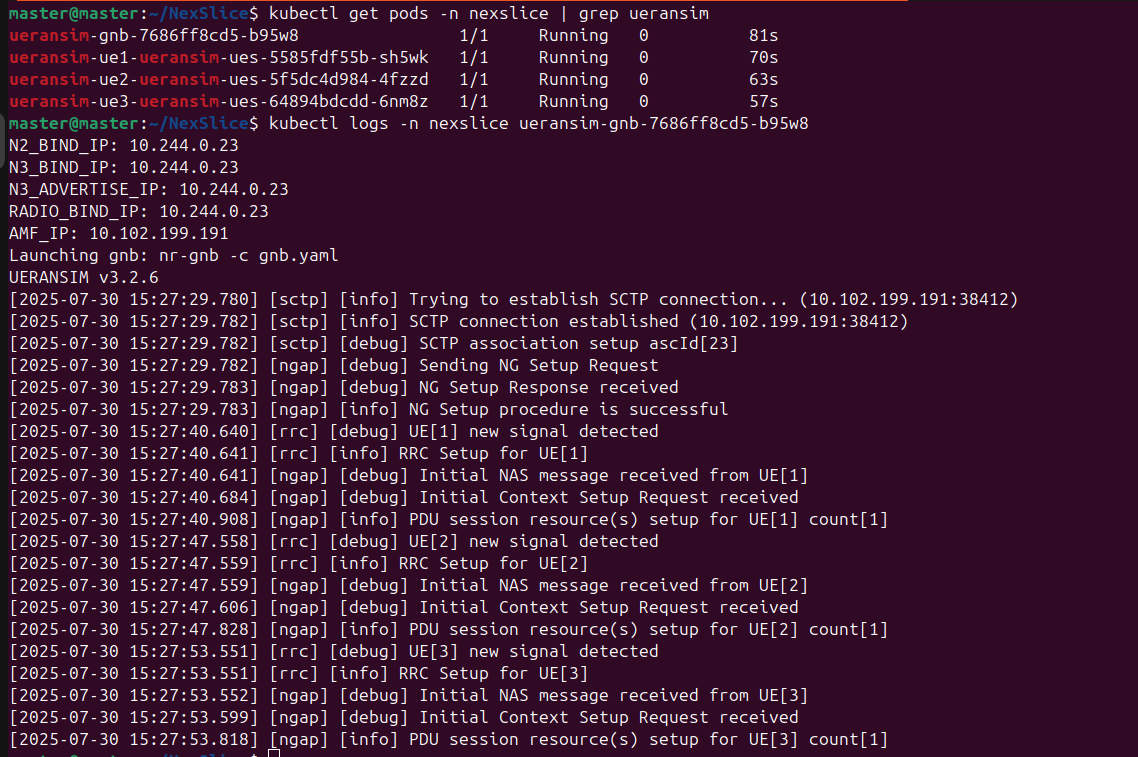 master@master:~/NexSlice$ kubectl get pods -n nexslice | grep ueransim
ueransim-gnb-7686ff8cd5-b95w8                1/1     Running   0          81s
ueransim-ue1-ueransim-ues-5585fdf55b-sh5wk   1/1     Running   0          70s
ueransim-ue2-ueransim-ues-5f5dc4d984-4fzzd   1/1     Running   0          63s
ueransim-ue3-ueransim-ues-64894bdcdd-6nm8z   1/1     Running   0          57s
master@master:~/NexSlice$ kubectl logs -n nexslice ueransim-gnb-7686ff8cd5-b95w8
N2_BIND_IP: 10.244.0.23
N3_BIND_IP: 10.244.0.23
N3_ADVERTISE_IP: 10.244.0.23
RADIO_BIND_IP: 10.244.0.23
AMF_IP: 10.102.199.191
Launching gnb: nr-gnb -c gnb.yaml
UERANSIM v3.2.6
[2025-07-30 15:27:29.780] [sctp] [info] Trying to establish SCTP connection... (10.102.199.191:38412)
[2025-07-30 15:27:29.782] [sctp] [info] SCTP connection established (10.102.199.191:38412)
[2025-07-30 15:27:29.782] [sctp] [debug] SCTP association setup ascId[23]
[2025-07-30 15:27:29.782] [ngap] [debug] Sending NG Setup Request
[2025-07-30 15:27:29.783] [ngap] [debug] NG Setup Response received
[2025-07-30 15:27:29.783] [ngap] [info] NG Setup procedure is successful
[2025-07-30 15:27:40.640] [rrc] [debug] UE[1] new signal detected
[2025-07-30 15:27:40.641] [rrc] [info] RRC Setup for UE[1]
[2025-07-30 15:27:40.641] [ngap] [debug] Initial NAS message received from UE[1]
[2025-07-30 15:27:40.684] [ngap] [debug] Initial Context Setup Request received
[2025-07-30 15:27:40.908] [ngap] [info] PDU session resource(s) setup for UE[1] count[1]
[2025-07-30 15:27:47.558] [rrc] [debug] UE[2] new signal detected
[2025-07-30 15:27:47.559] [rrc] [info] RRC Setup for UE[2]
[2025-07-30 15:27:47.559] [ngap] [debug] Initial NAS message received from UE[2]
[2025-07-30 15:27:47.606] [ngap] [debug] Initial Context Setup Request received
[2025-07-30 15:27:47.828] [ngap] [info] PDU session resource(s) setup for UE[2] count[1]
[2025-07-30 15:27:53.551] [rrc] [debug] UE[3] new signal detected
[2025-07-30 15:27:53.551] [rrc] [info] RRC Setup for UE[3]
[2025-07-30 15:27:53.552] [ngap] [debug] Initial NAS message received from UE[3]
[2025-07-30 15:27:53.599] [ngap] [debug] Initial Context Setup Request received
[2025-07-30 15:27:53.818] [ngap] [info] PDU session resource(s) setup for UE[3] count[1]